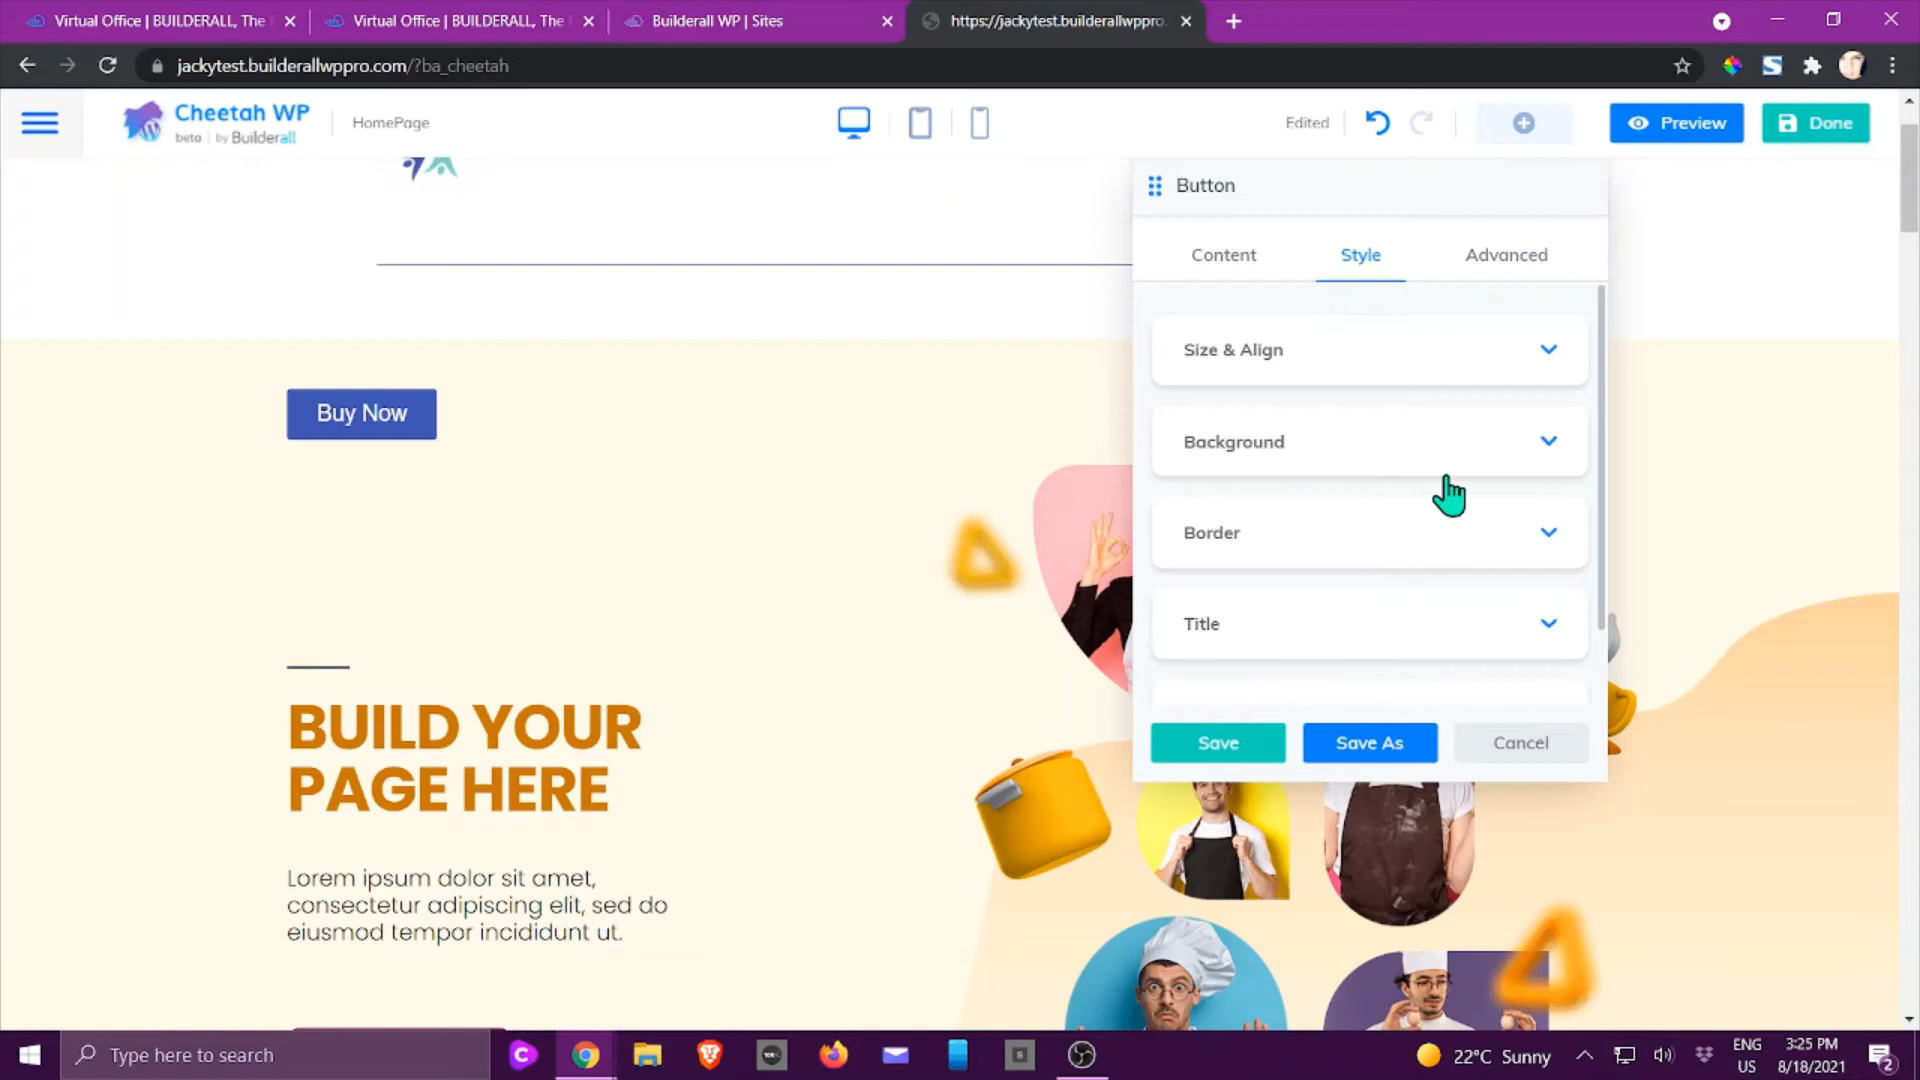 Virtual Office | BUILDERALL, The
Virtual Office | BUILDERALL, The
Builderall WP | Sites
https://jackytest.builderallwppro.
jackytest.builderallwppro.com/?ba_cheetah
Cheetah WP
beta | by Builderall
HomePage
Edited
Preview
Done
Button
Content
Style
Advanced
Size & Align
Background
Border
Title
Save
Save As
Cancel
Buy Now
BUILD YOUR
PAGE HERE
Lorem ipsum dolor sit amet,
consectetur adipiscing elit, sed do
eiusmod tempor incididunt ut.
Type here to search
22°C Sunny
ENG
US
3:25 PM
8/18/2021
2